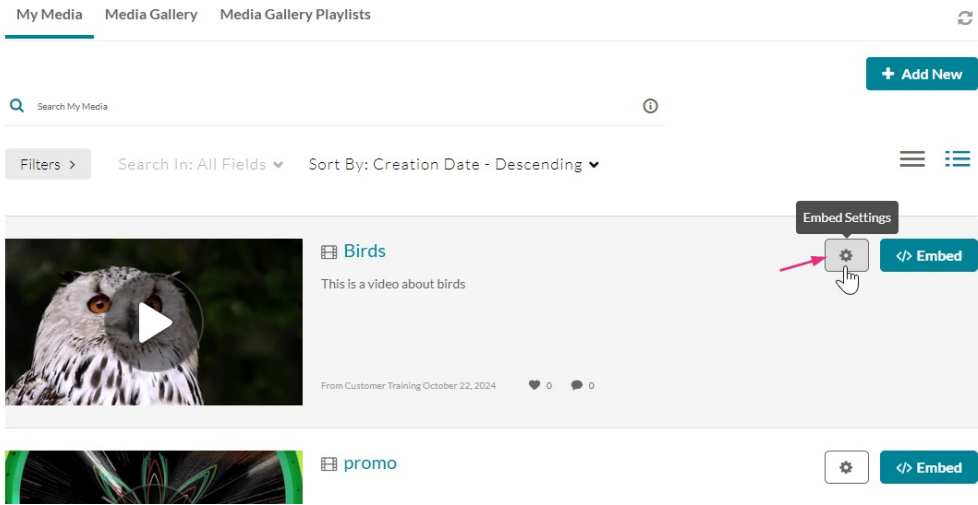 My Media Media Gallery Media Gallery Playlists
+ Add New
Search My Media
Filters > Search In: All Fields Sort By: Creation Date - Descending
Embed Settings
Birds
</> Embed
This is a video about birds
From Customer Training October 22, 2024 0 0
promo
</> Embed